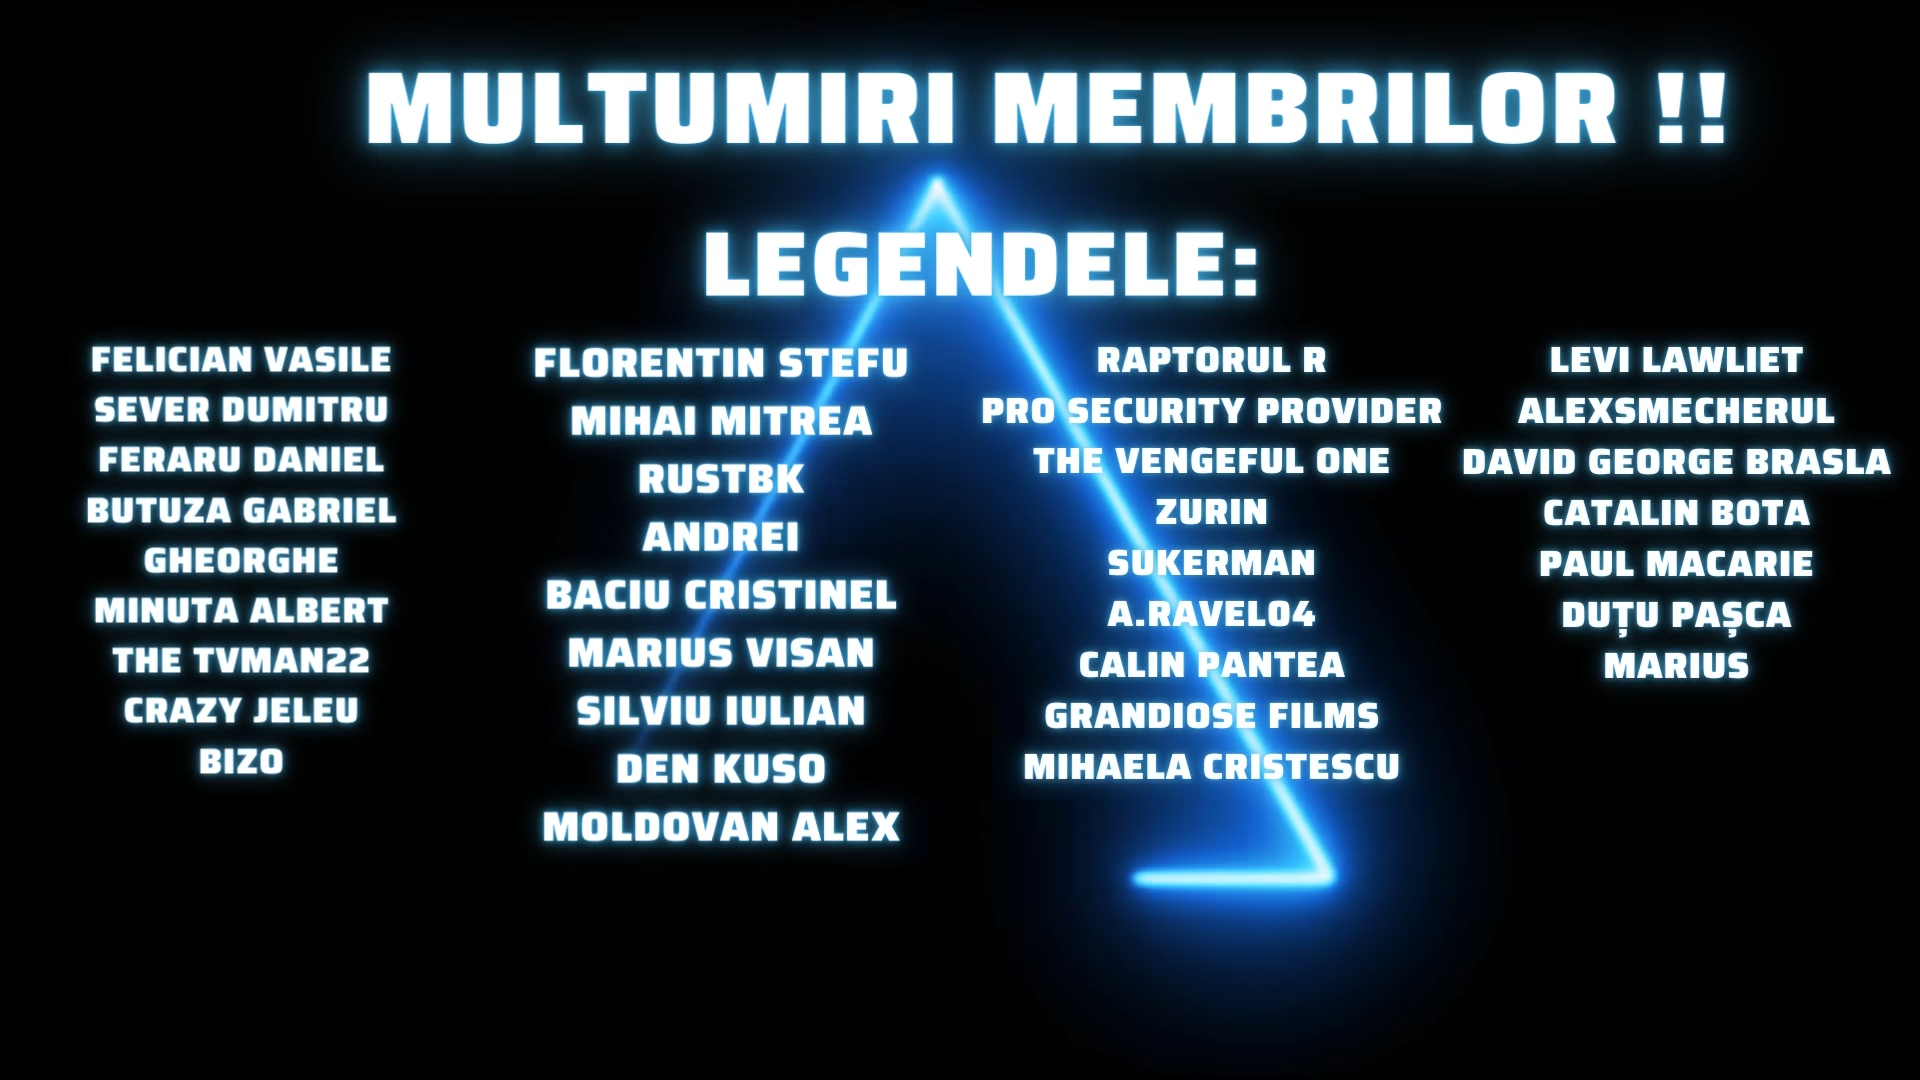 MULTUMIRI MEMBRILOR !!
LEGENDELE:
FELICIAN VASILE
SEVER DUMITRU
FERARU DANIEL
BUTUZA GABRIEL
GHEORGHE
MINUTA ALBERT
THE TVMAN22
CRAZY JELEU
BIZO
FLORENTIN STEFU
MIHAI MITREA
RUSTBK
ANDREI
BACIU CRISTINEL
MARIUS VISAN
SILVIU IULIAN
DEN KUSO
MOLDOVAN ALEX
RAPTORUL R
PRO SECURITY PROVIDER
THE VENGEFUL ONE
ZURIN
SUKERMAN
A.RAVELO4
CALIN PANTEA
GRANDIOSE FILMS
MIHAELA CRISTESCU
LEVI LAWLIET
ALEXSMECHERUL
DAVID GEORGE BRASLA
CATALIN BOTA
PAUL MACARIE
DUȚU PAȘCA
MARIUS